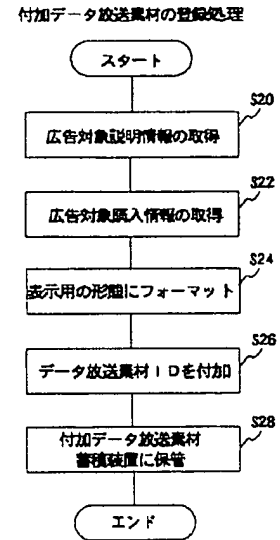 付加データ放送素材の登録処理
スタート
S20
広告対象説明情報の取得
S22
広告対象購入情報の取得
S24
表示用の形態にフォーマット
S26
データ放送素材IDを付加
S28
付加データ放送素材
蓄積装置に保管
エンド